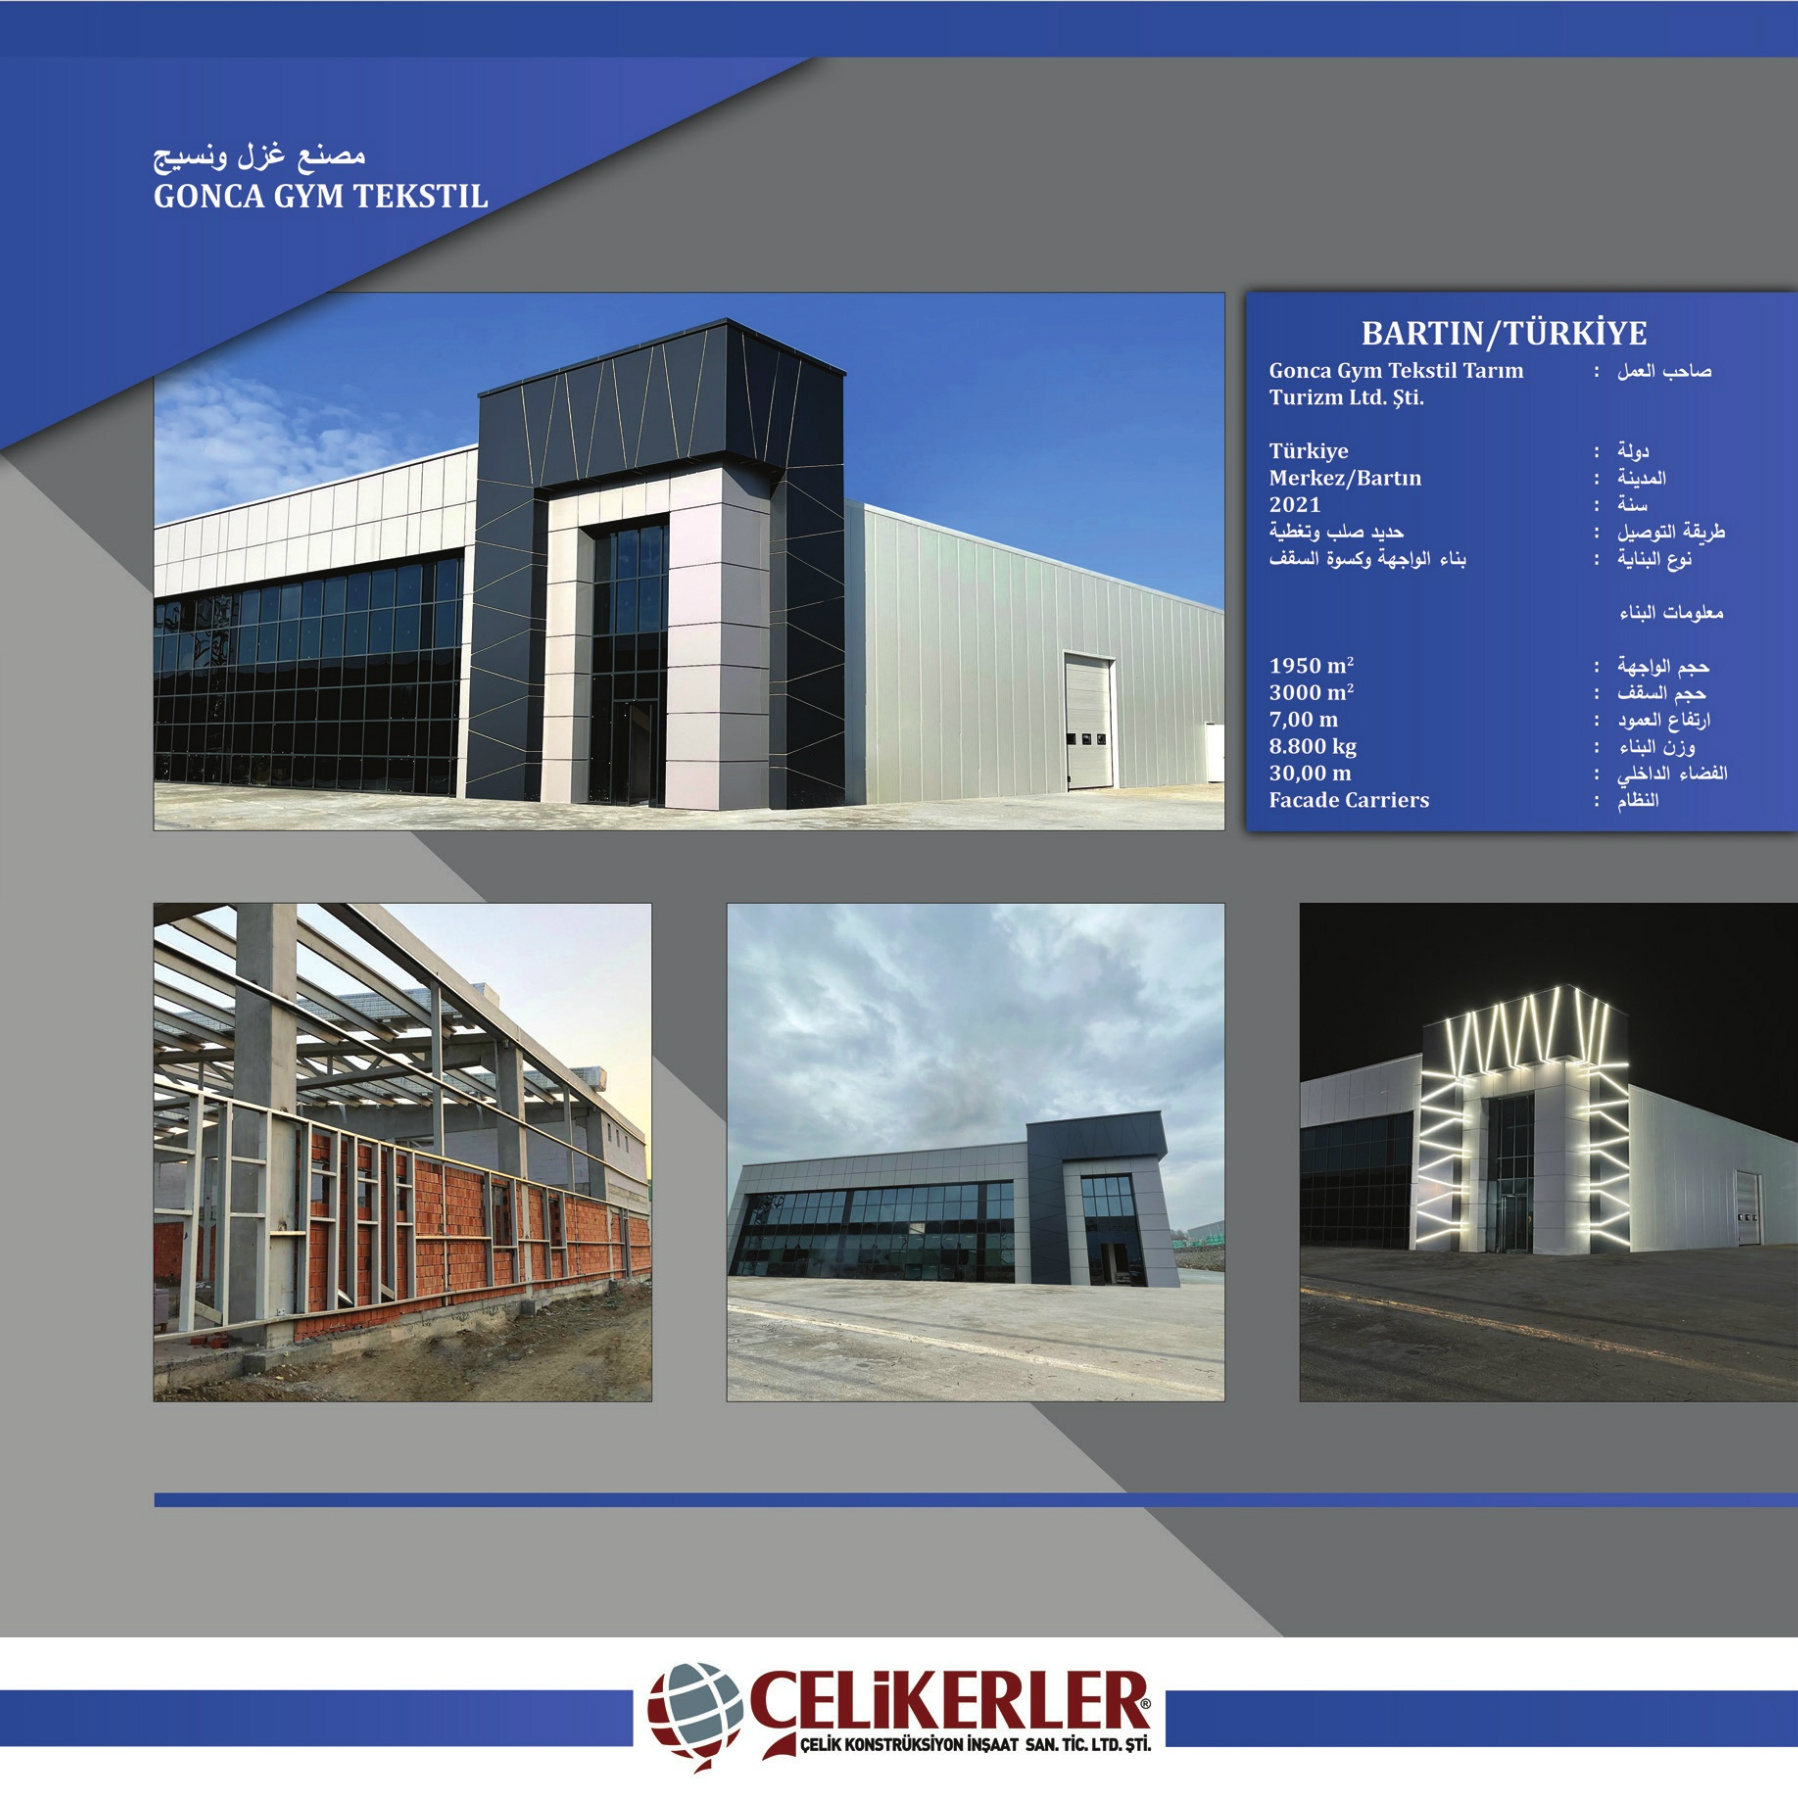 مصنع غزل ونسيج
GONCA GYM TEKSTIL
BARTIN/TÜRKİYE
Gonca Gym Tekstil Tarım : صاحب العمل
Turizm Ltd. Şti.
Türkiye : دولة
Merkez/Bartın : المدينة
2021 : سنة
حديد صلب وتغطية : طريقة التوصيل
بناء الواجهة وكسوة السقف : نوع البناية
معلومات البناء
1950 m² : حجم الواجهة
3000 m² : حجم السقف
7,00 m : ارتفاع العمود
8.800 kg : وزن البناء
30,00 m : الفضاء الداخلي
Facade Carriers : النظام
ÇELİKERLER®
ÇELİK KONSTRÜKSİYON İNŞAAT SAN. TİC. LTD. ŞTİ.